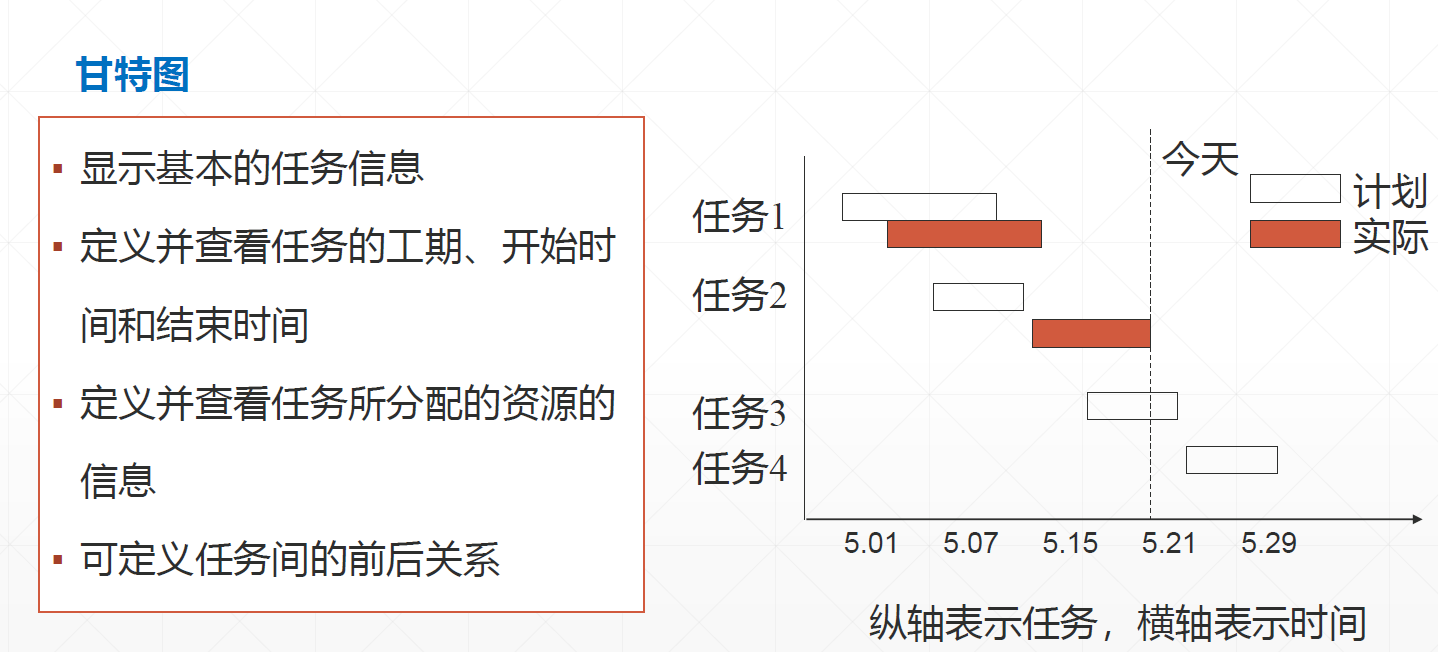 甘特图
▪ 显示基本的任务信息
▪ 定义并查看任务的工期、开始时
间和结束时间
▪ 定义并查看任务所分配的资源的
信息
▪ 可定义任务间的前后关系
今天
计划
实际
任务1
任务2
任务3
任务4
5.01 5.07 5.15 5.21 5.29
纵轴表示任务，横轴表示时间